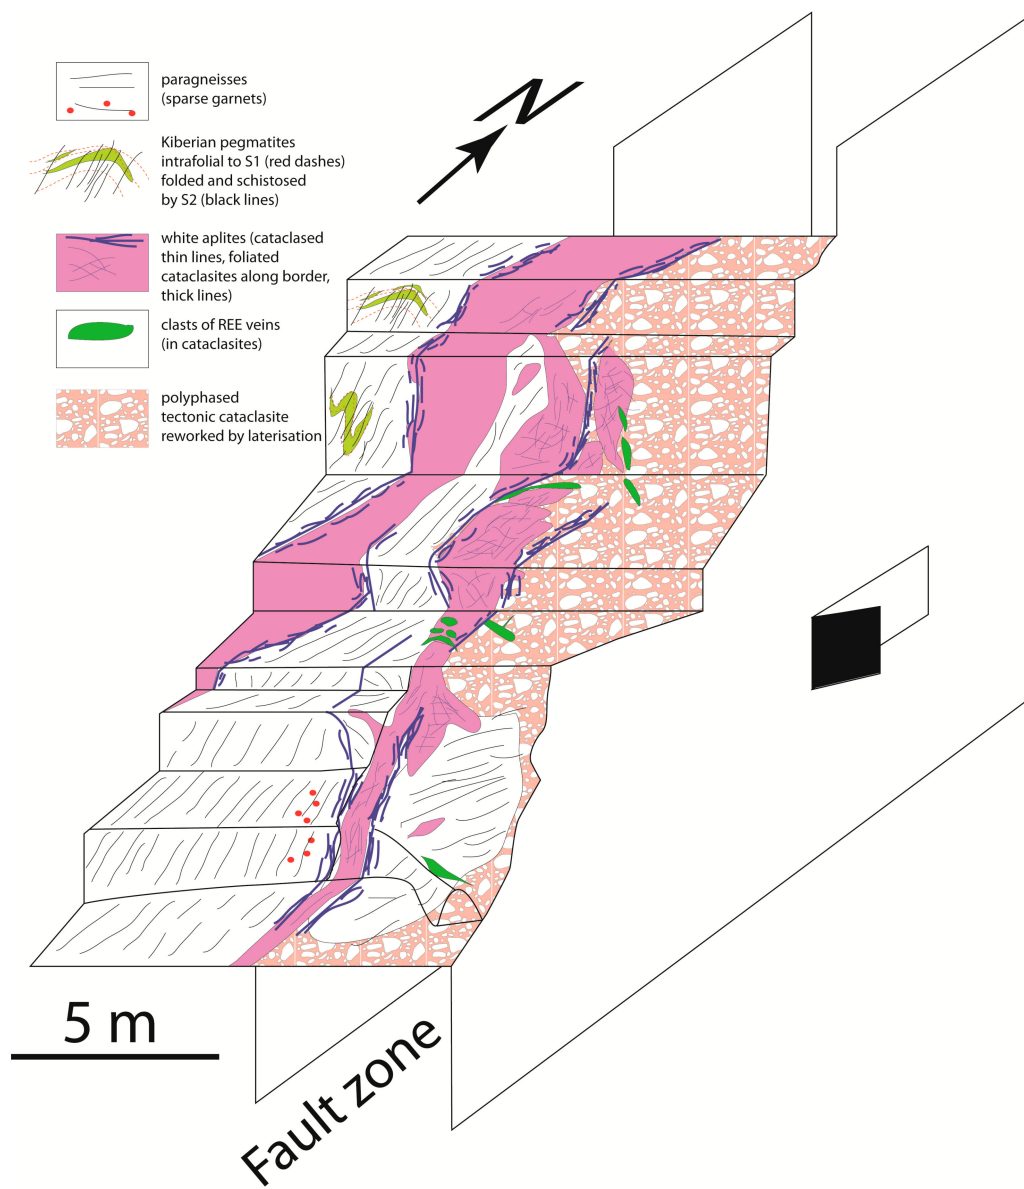 paragneisses
(sparse garnets)
Kiberian pegmatites
intrafolial to S1 (red dashes)
folded and schistosed
by S2 (black lines)
white aplites (cataclased
thin lines, foliated
cataclasites along border,
thick lines)
clasts of REE veins
(in cataclasites)
polyphased
tectonic cataclasite
reworked by laterisation
N
5 m
Fault zone